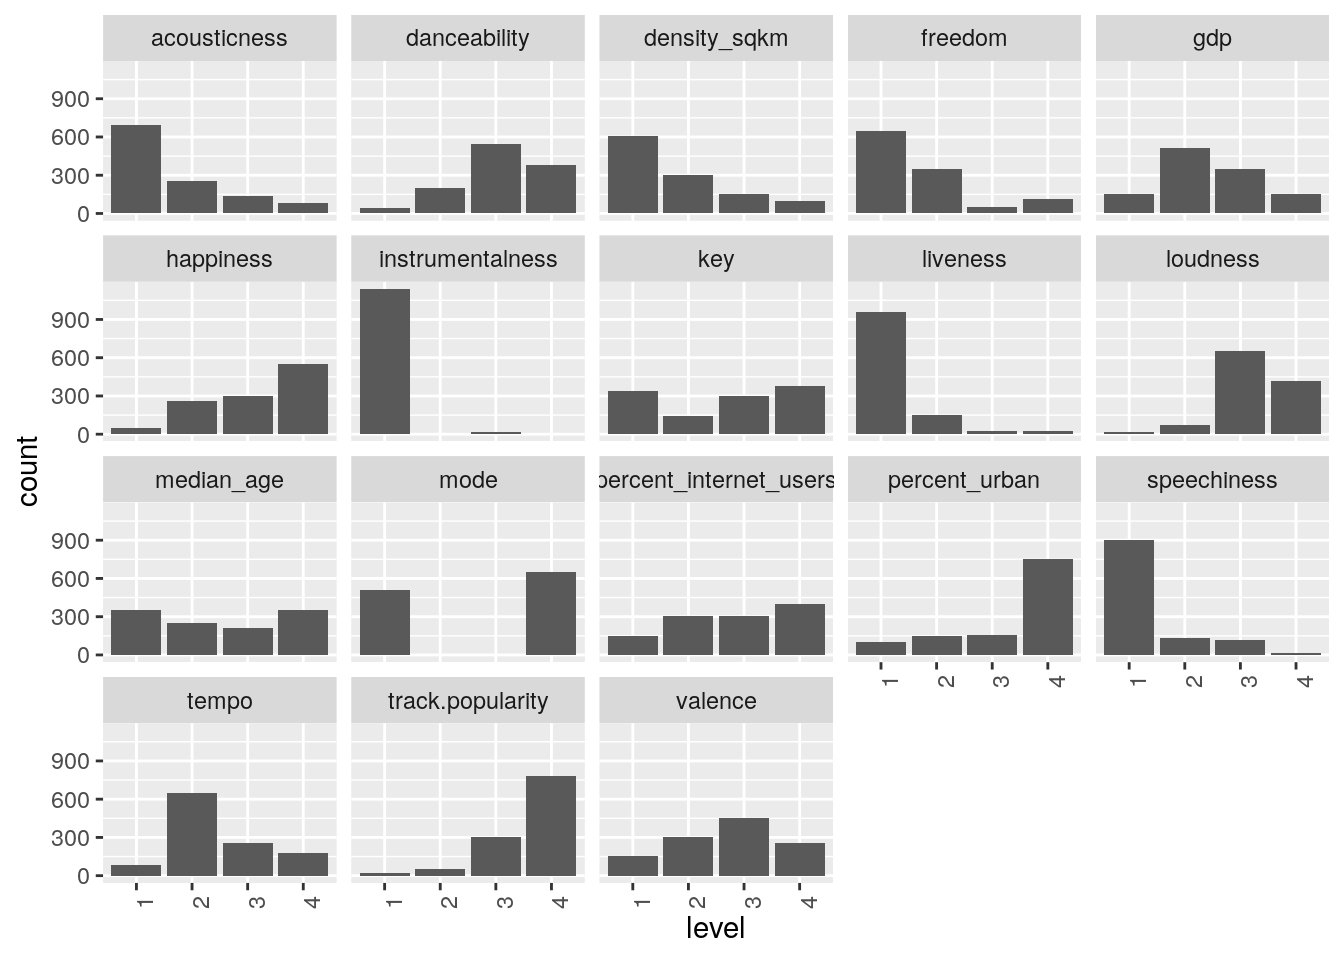 acousticness danceability density_sqkm freedom gdp
900
600
300
0
happiness instrumentalness key liveness loudness
900
600
300
0
count
median_age mode percent_internet_users percent_urban speechiness
900
600
300
0
1 2 3 4 1 2 3 4
tempo track.popularity valence
900
600
300
0
1 2 3 4 1 2 3 4 1 2 3 4
level